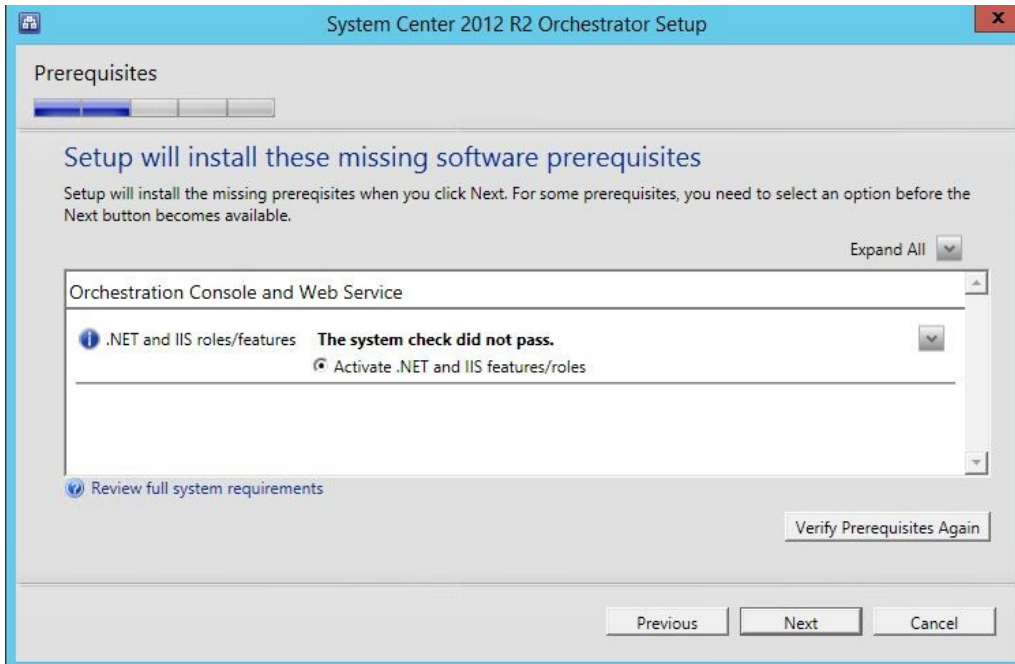 System Center 2012 R2 Orchestrator Setup
x
Prerequisites
Setup will install these missing software prerequisites
Setup will install the missing prereqisites when you click Next. For some prerequisites, you need to select an option before the
Next button becomes available.
Expand All
Orchestration Console and Web Service
.NET and IIS roles/features The system check did not pass.
Activate .NET and IIS features/roles
Review full system requirements
Verify Prerequisites Again
Previous Next Cancel